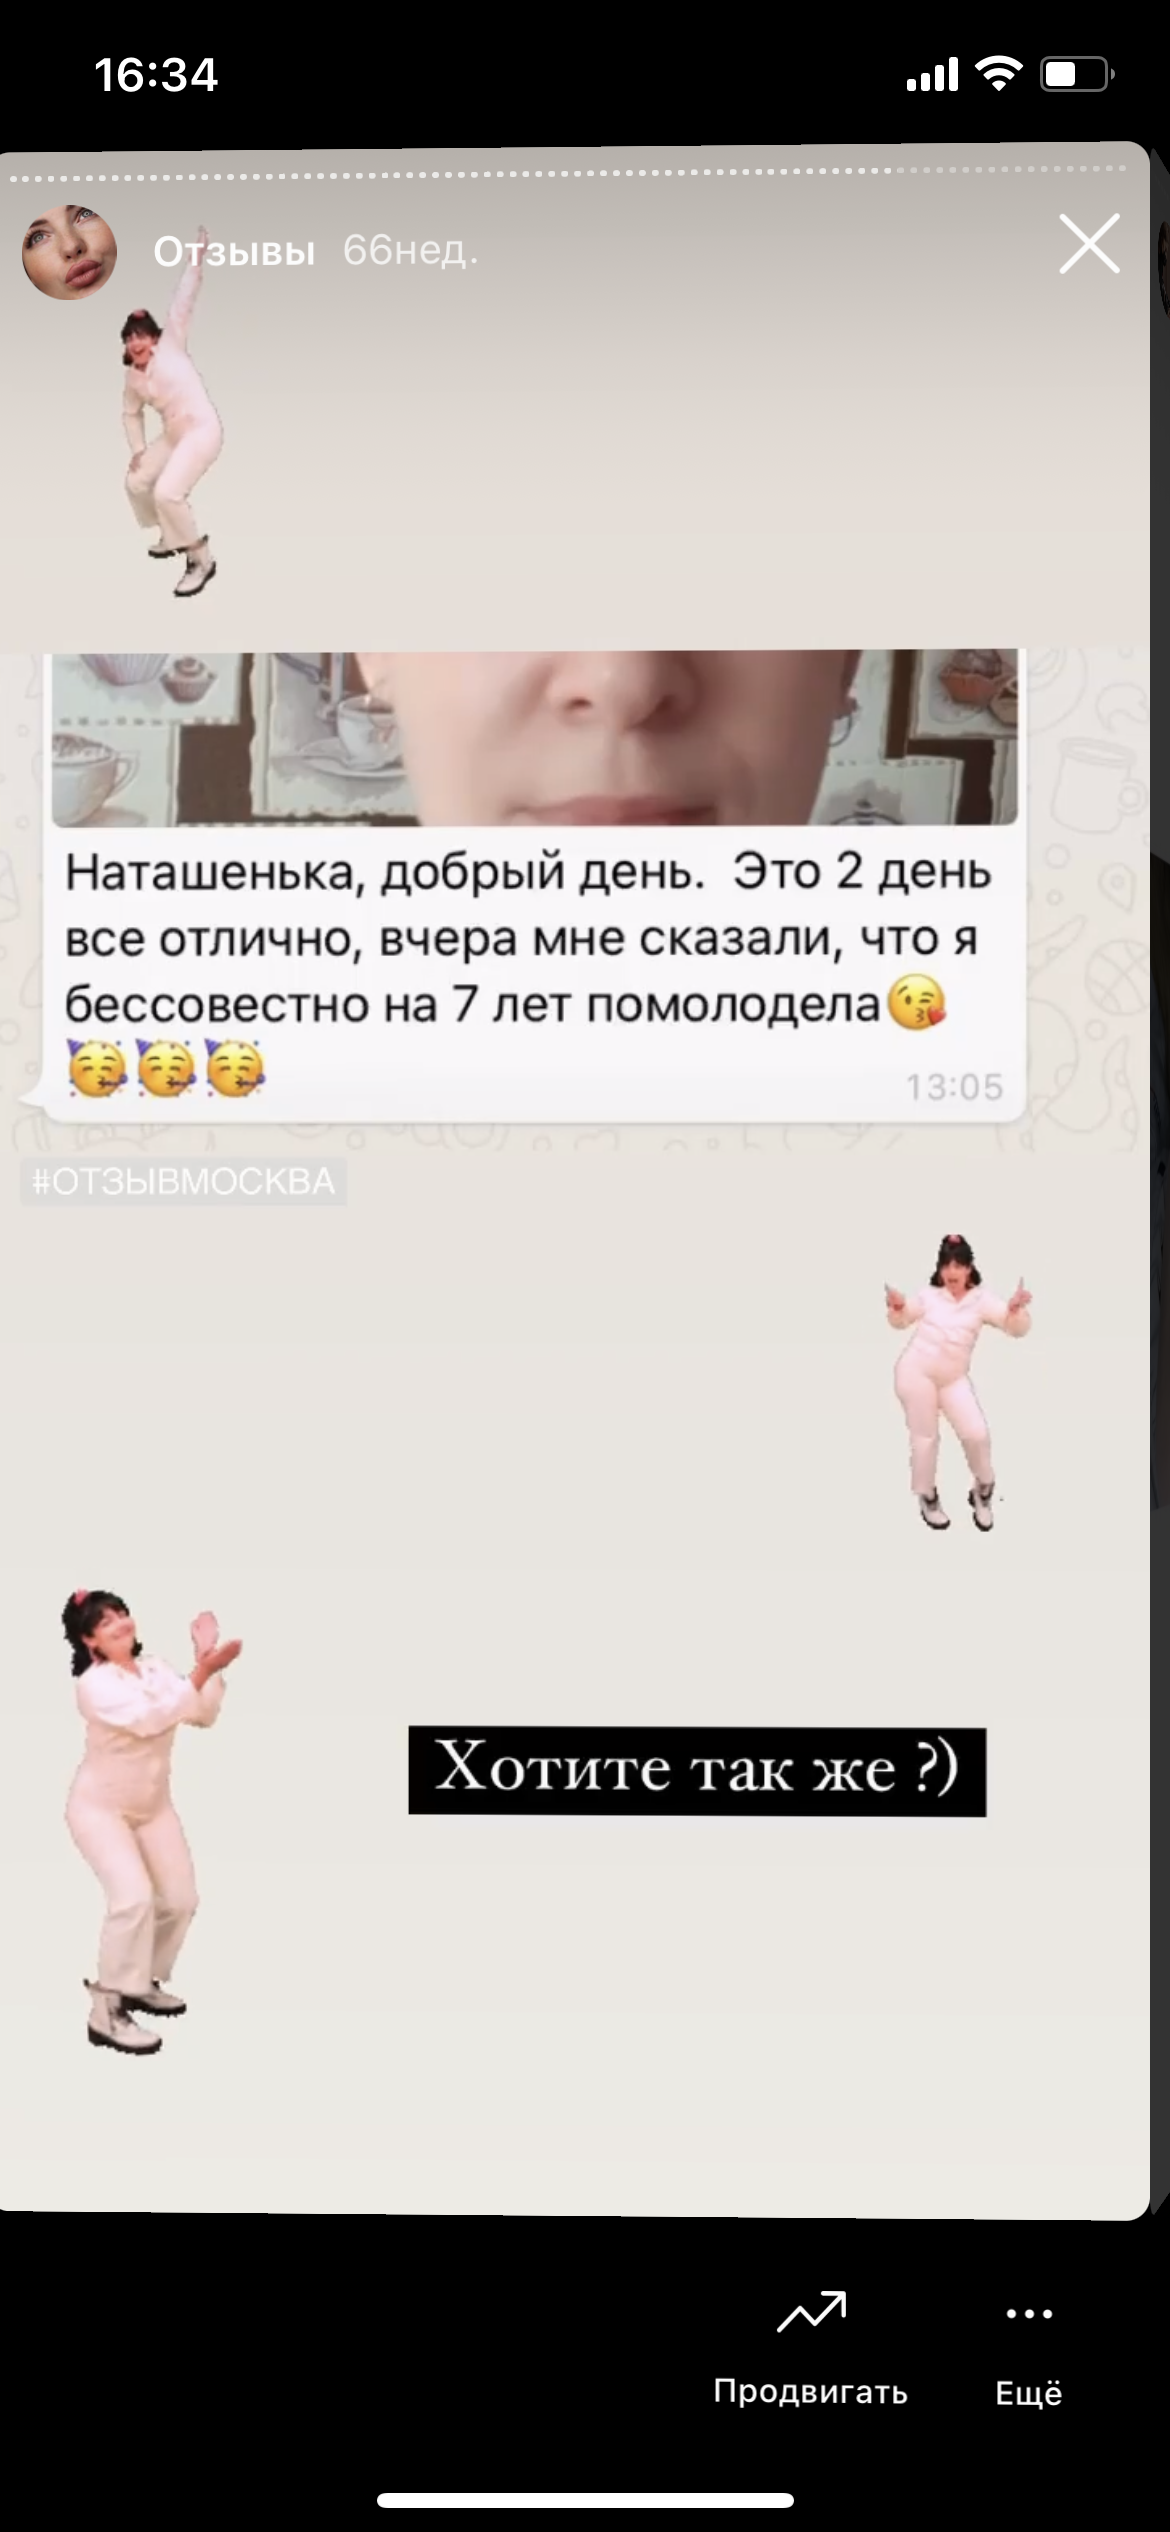 16:34
Отзывы 66нед.
Наташенька, добрый день. Это 2 день
все отлично, вчера мне сказали, что я
бессовестно на 7 лет помолодела😘
🥳🥳🥳
13:05
#ОТЗЫВМОСКВА
Хотите так же ?)
Продвигать
Ещё